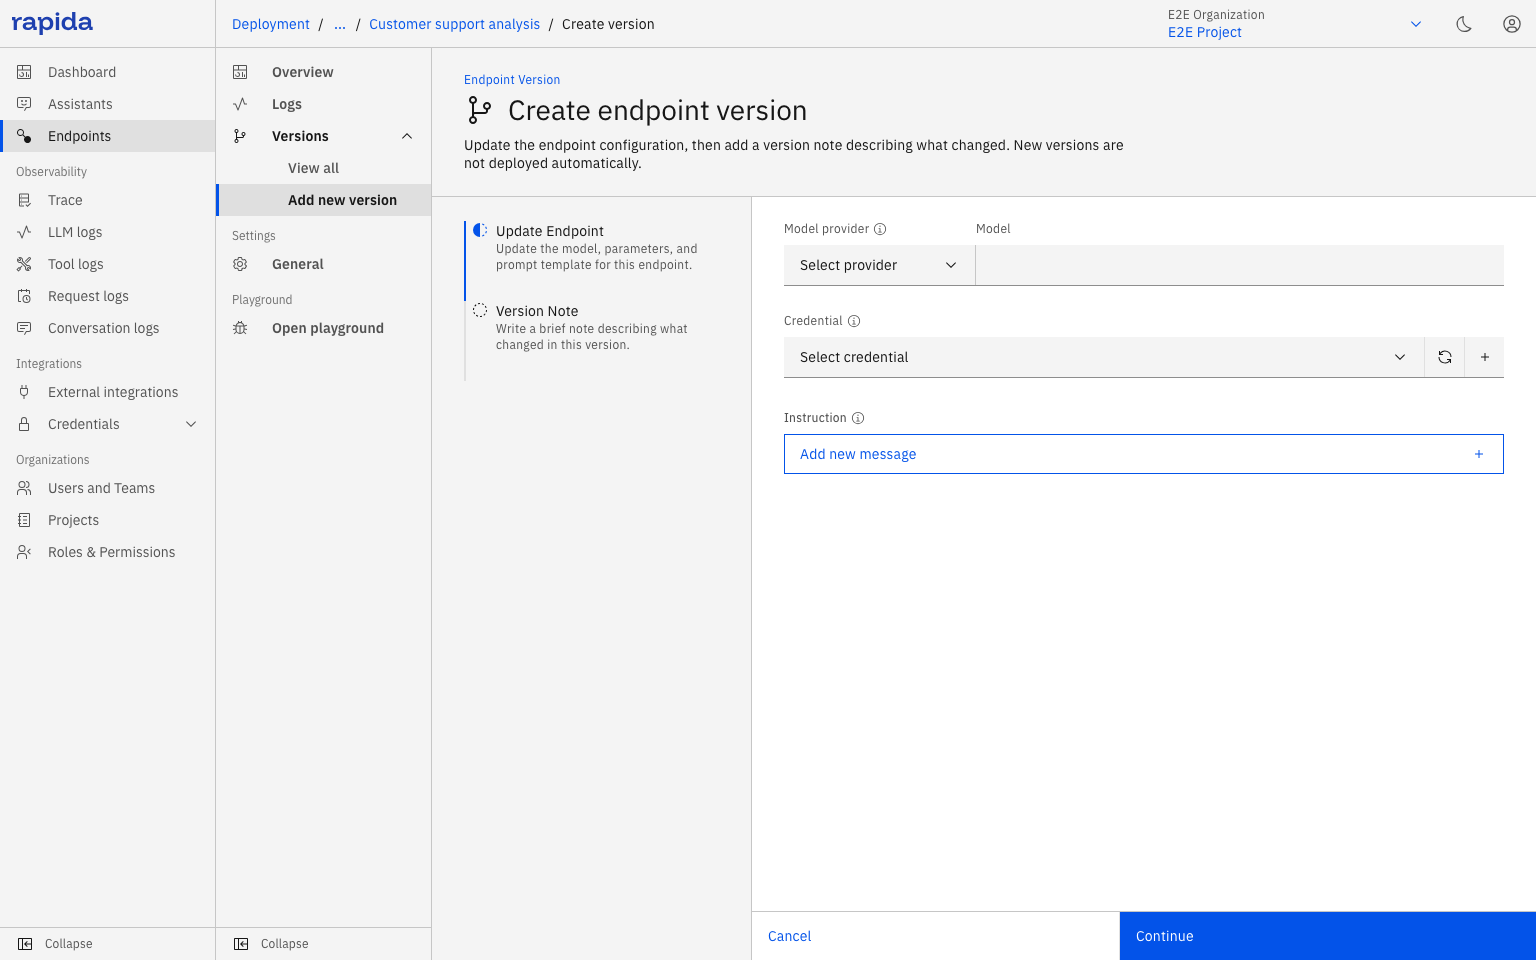 rapida
Deployment / ... / Customer support analysis / Create version
E2E Organization
E2E Project
Dashboard
Assistants
Endpoints
Observability
Trace
LLM logs
Tool logs
Request logs
Conversation logs
Integrations
External integrations
Credentials
Organizations
Users and Teams
Projects
Roles & Permissions
Collapse
Overview
Logs
Versions
View all
Add new version
Settings
General
Playground
Open playground
Collapse
Endpoint Version
Create endpoint version
Update the endpoint configuration, then add a version note describing what changed. New versions are
not deployed automatically.
Update Endpoint
Update the model, parameters, and
prompt template for this endpoint.
Version Note
Write a brief note describing what
changed in this version.
Model provider
Model
Select provider
Credential
Select credential
Instruction
Add new message
Cancel
Continue